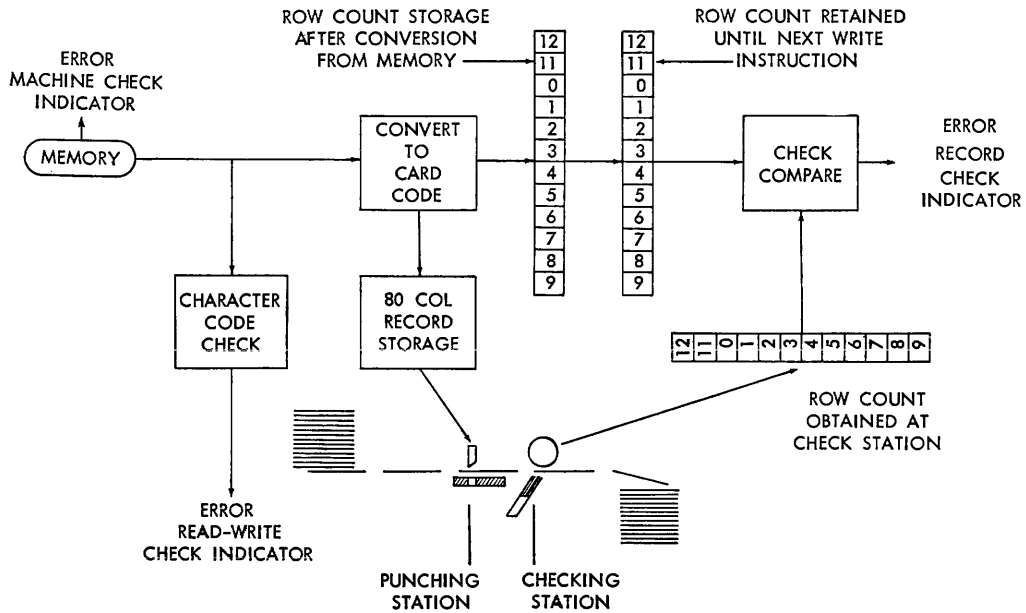 ROW COUNT STORAGE
AFTER CONVERSION
FROM MEMORY
ROW COUNT RETAINED
UNTIL NEXT WRITE
INSTRUCTION
ERROR
MACHINE CHECK
INDICATOR
MEMORY
CONVERT
TO
CARD
CODE
12
11
0
1
2
3
4
5
6
7
8
9
12
11
0
1
2
3
4
5
6
7
8
9
CHECK
COMPARE
ERROR
RECORD
CHECK
INDICATOR
CHARACTER
CODE
CHECK
80 COL
RECORD
STORAGE
12 11 0 1 2 3 4 5 6 7 8 9
ROW COUNT
OBTAINED AT
CHECK STATION
ERROR
READ-WRITE
CHECK INDICATOR
PUNCHING
STATION
CHECKING
STATION